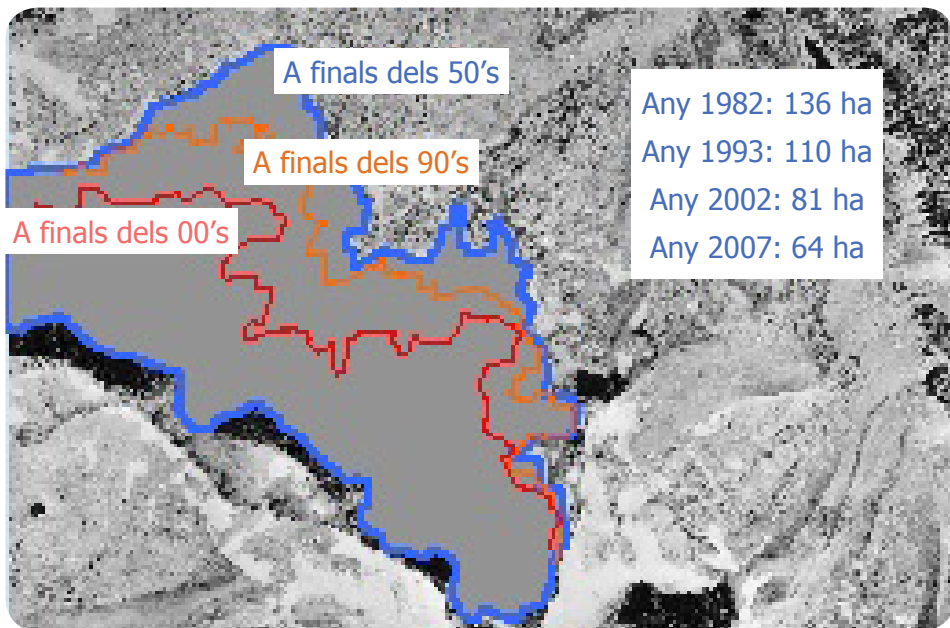 A finals dels 50's
A finals dels 90's
A finals dels 00's
Any 1982: 136 ha
Any 1993: 110 ha
Any 2002: 81 ha
Any 2007: 64 ha